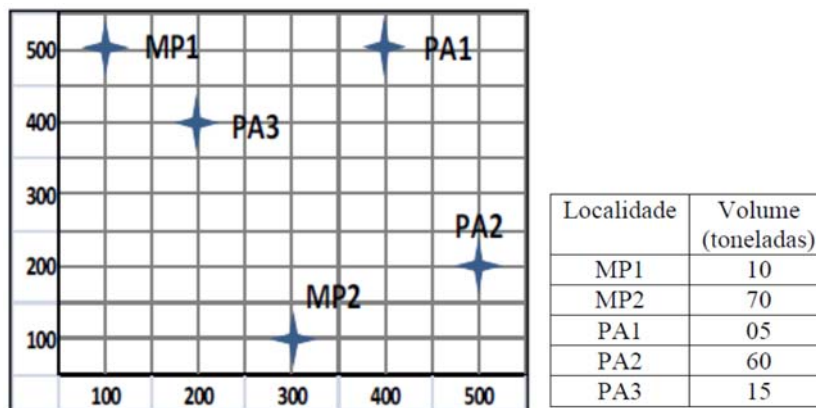 500 MP1 PA1
400 PA3
300
PA2
200
MP2
100
100 200 300 400 500
Localidade Volume
(toneladas)
MP1 10
MP2 70
PA1 05
PA2 60
PA3 15